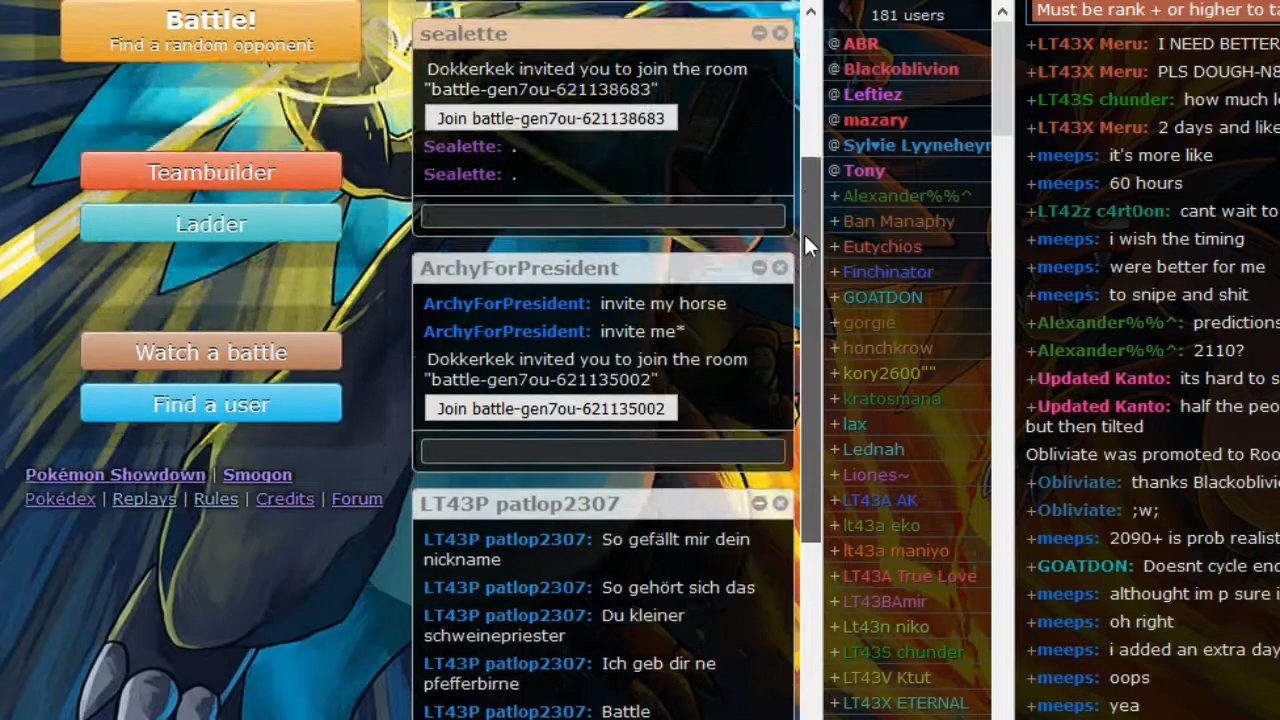 Battle!
Find a random opponent
Teambuilder
Ladder
Watch a battle
Find a user
Pokémon Showdown | Smogon
Pokédex | Replays | Rules | Credits | Forum
sealette
Dokkerkek invited you to join the room
"battle-gen7ou-621138683"
Join battle-gen7ou-621138683
Sealette: .
Sealette: .
ArchyForPresident
ArchyForPresident: invite my horse
ArchyForPresident: invite me*
Dokkerkek invited you to join the room
"battle-gen7ou-621135002"
Join battle-gen7ou-621135002
LT43P patlop2307
LT43P patlop2307: So gefällt mir dein
nickname
LT43P patlop2307: So gehört sich das
LT43P patlop2307: Du kleiner
schweinepriester
LT43P patlop2307: Ich geb dir ne
pfefferbirne
LT43P patlop2307: Battle
181 users
@ ABR
@ Blackoblivion
@ Leftiez
@ mazary
@ Sylv♥ie Lyyneheyn
@ Tony
+ Alexander%%^
+ Ban Manaphy
+ Eutychios
+ Finchinator
+ GOATDON
+ gorgie
+ honchkrow
+ kory2600""
+ kratosmana
+ lax
+ Lednah
+ Liones~
+ LT43A AK
+ lt43a eko
+ lt43a maniyo
+ LT43A True Love
+ LT43BAmir
+ Lt43n niko
+ LT43S chunder
+ LT43V Ktut
+ LT43X ETERNAL
Must be rank + or higher to ta
+LT43X Meru: I NEED BETTER
+LT43X Meru: PLS DOUGH-N8
+LT43S chunder: how much l
+LT43X Meru: 2 days and like
+meeps: it's more like
+meeps: 60 hours
+LT42z c4rt0on: cant wait to
+meeps: i wish the timing
+meeps: were better for me
+meeps: to snipe and shit
+Alexander%%^: predictions
+Alexander%%^: 2110?
+Updated Kanto: its hard to s
+Updated Kanto: half the peo
but then tilted
Obliviate was promoted to Roo
+Obliviate: thanks Blackoblivi
+Obliviate: ;w;
+meeps: 2090+ is prob realist
+GOATDON: Doesnt cycle end
+meeps: althought im p sure i
+meeps: oh right
+meeps: i added an extra day
+meeps: oops
+meeps: yea